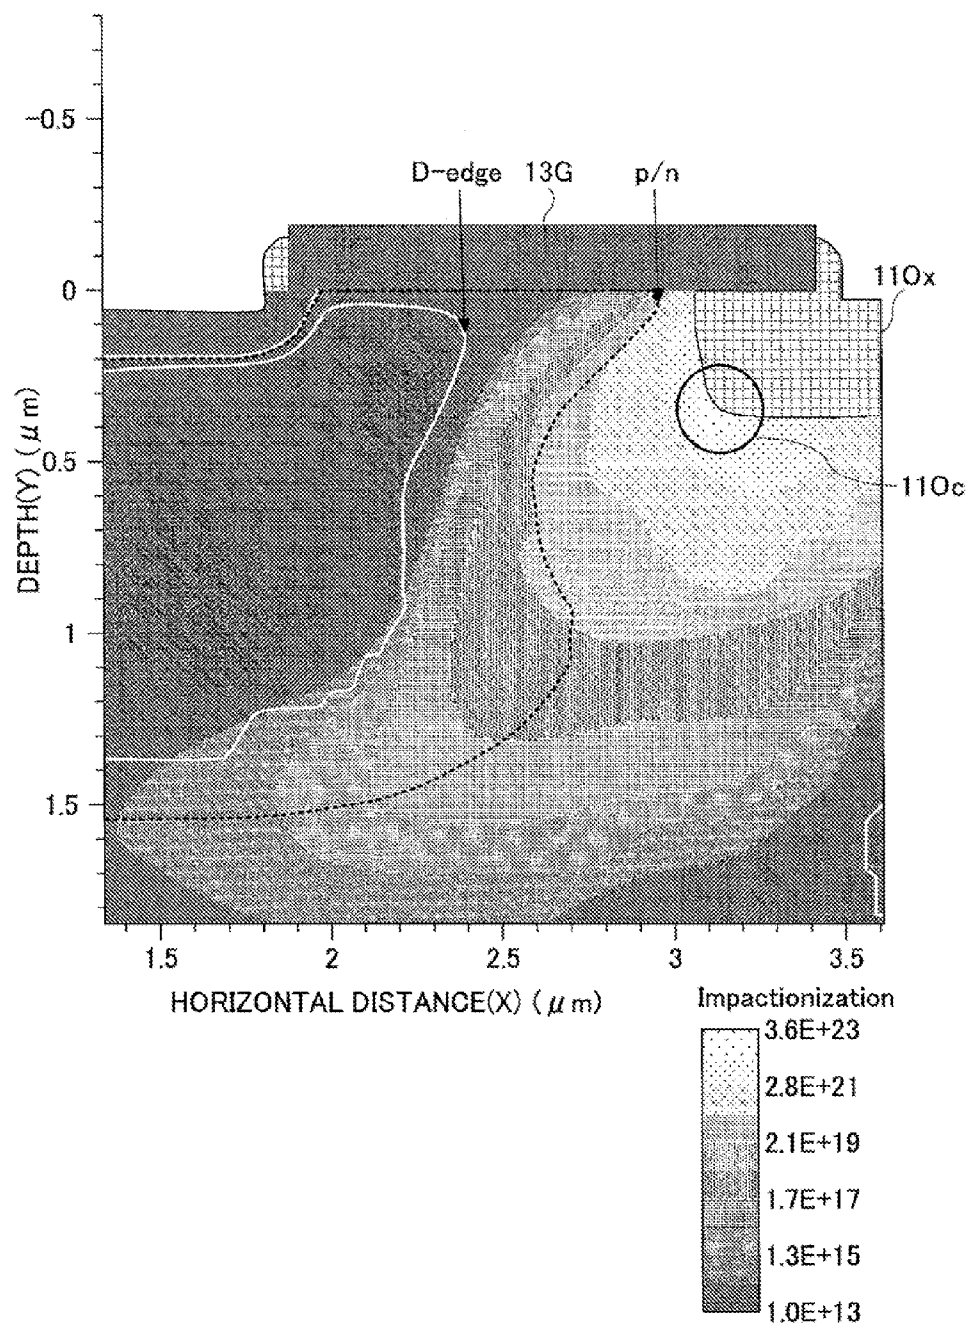 -0.5
D-edge 13G p/n
0
11Ox
0.5
11Oc
DEPTH(Y) (μm)
1
1.5
1.5 2 2.5 3 3.5
HORIZONTAL DISTANCE(X) (μm)
Impactionization
3.6E+23
2.8E+21
2.1E+19
1.7E+17
1.3E+15
1.0E+13